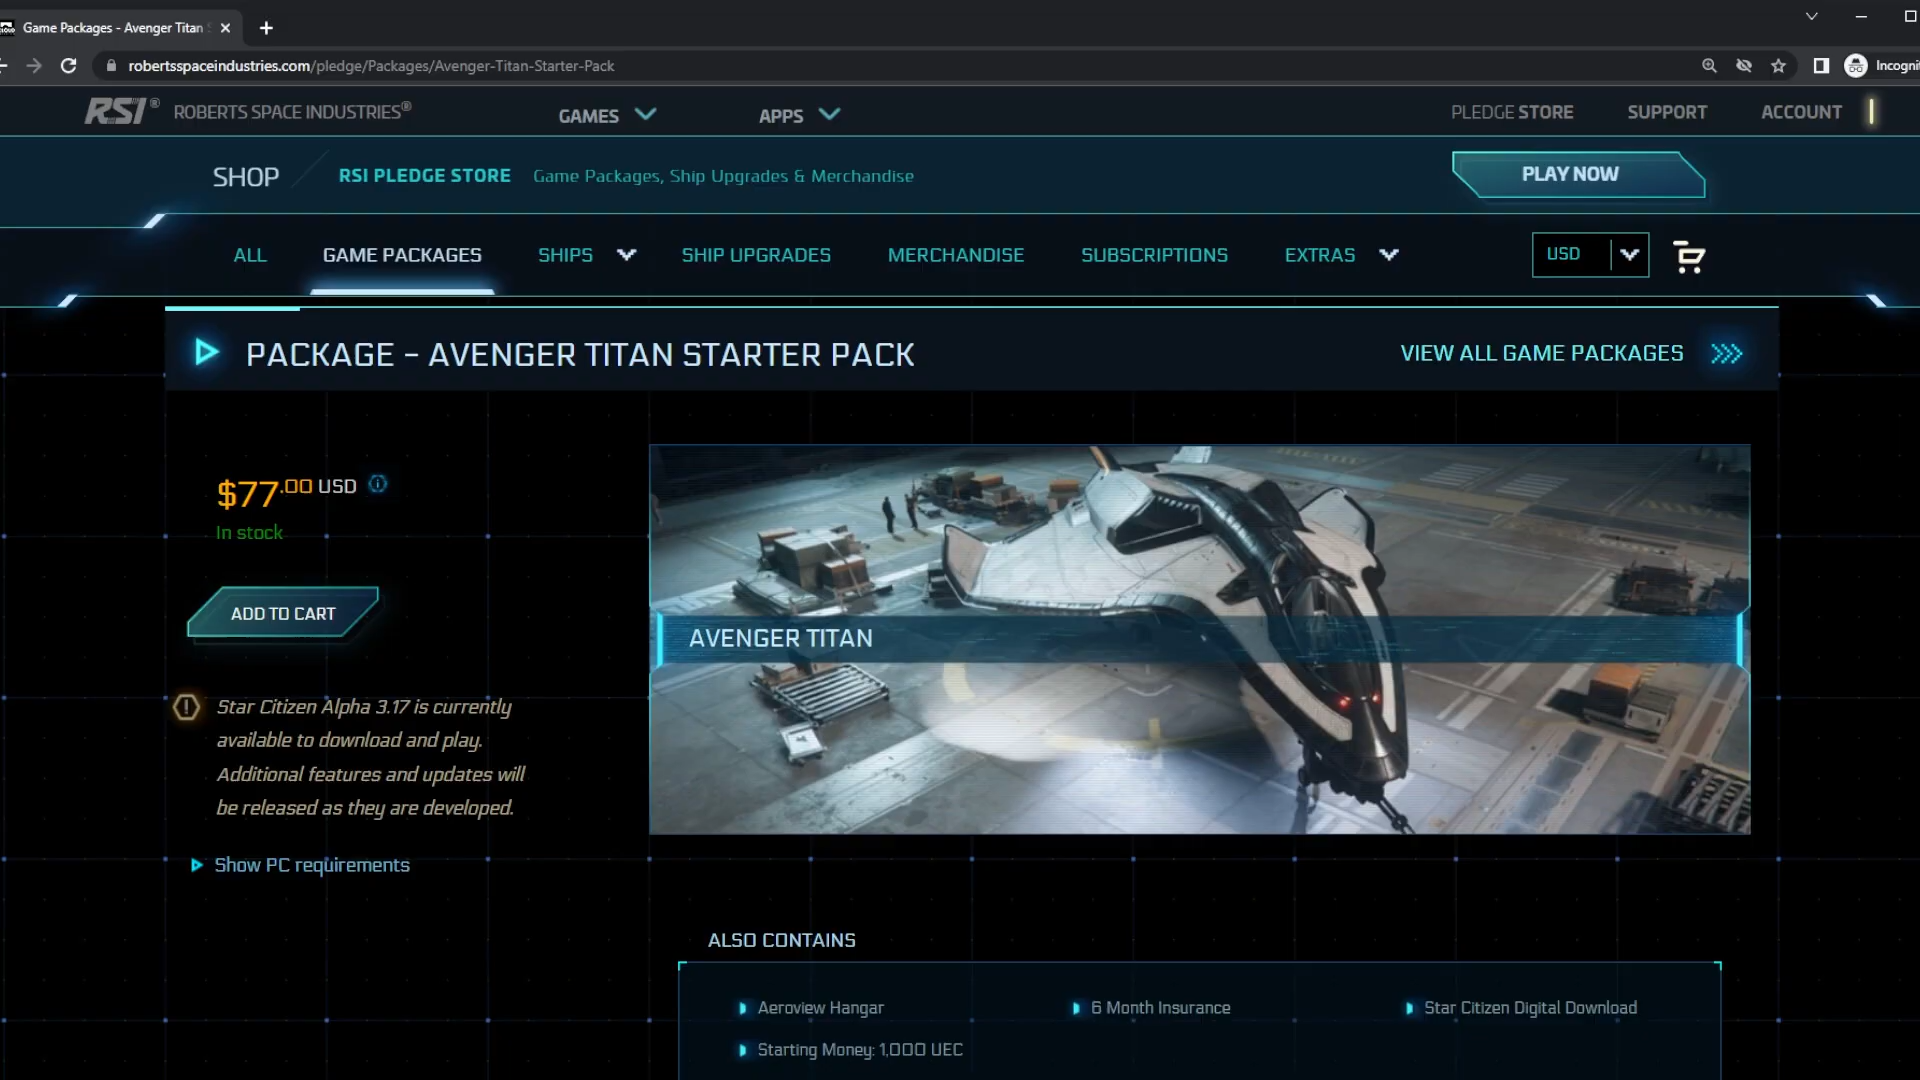 Game Packages - Avenger Titan
robertsspaceindustries.com/pledge/Packages/Avenger-Titan-Starter-Pack
Incogni
RSI® ROBERTS SPACE INDUSTRIES®
GAMES
APPS
PLEDGE STORE
SUPPORT
ACCOUNT
SHOP
RSI PLEDGE STORE
Game Packages, Ship Upgrades & Merchandise
PLAY NOW
ALL
GAME PACKAGES
SHIPS
SHIP UPGRADES
MERCHANDISE
SUBSCRIPTIONS
EXTRAS
USD
PACKAGE - AVENGER TITAN STARTER PACK
VIEW ALL GAME PACKAGES
$77.00 USD
In stock
ADD TO CART
Star Citizen Alpha 3.17 is currently
available to download and play.
Additional features and updates will
be released as they are developed.
Show PC requirements
AVENGER TITAN
ALSO CONTAINS
Aeroview Hangar
6 Month Insurance
Star Citizen Digital Download
Starting Money: 1,000 UEC